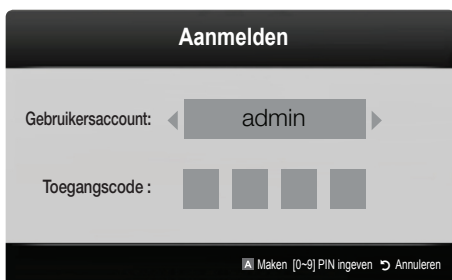 Aanmelden
Gebruikersaccount: admin
Toegangscode :
A Maken [0~9] PIN ingeven Annuleren